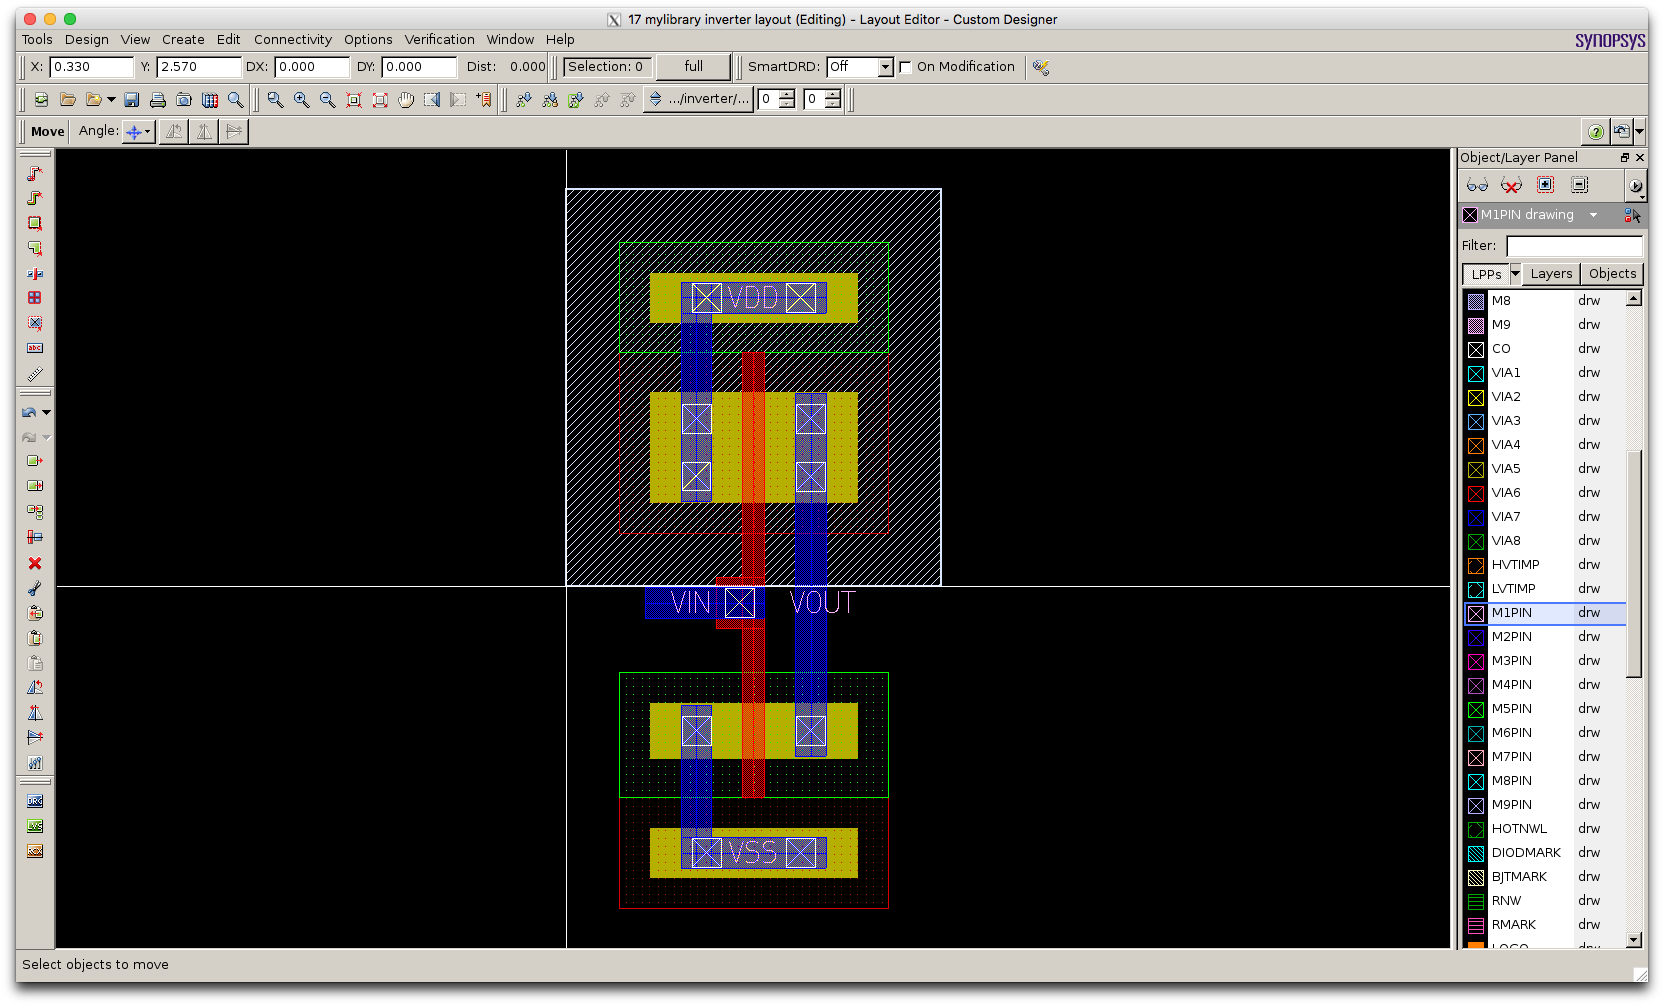 17 mylibrary inverter layout (Editing) - Layout Editor - Custom Designer
Tools Design View Create Edit Connectivity Options Verification Window Help
SYNOPSYS
X: 0.330 Y: 2.570 DX: 0.000 DY: 0.000 Dist: 0.000 Selection: 0 full SmartDRD: Off On Modification
.../inverter/... 0 0
Move Angle:
Object/Layer Panel
M1PIN drawing
Filter:
LPPs Layers Objects
M8 drw
M9 drw
CO drw
VIA1 drw
VIA2 drw
VIA3 drw
VIA4 drw
VIA5 drw
VIA6 drw
VIA7 drw
VIA8 drw
HVTIMP drw
LVTIMP drw
M1PIN drw
M2PIN drw
M3PIN drw
M4PIN drw
M5PIN drw
M6PIN drw
M7PIN drw
M8PIN drw
M9PIN drw
HOTNWL drw
DIODMARK drw
BJTMARK drw
RNW drw
RMARK drw
LOGO drw
VDD
VIN VOUT
VSS
abc
DRC
LVS
Select objects to move